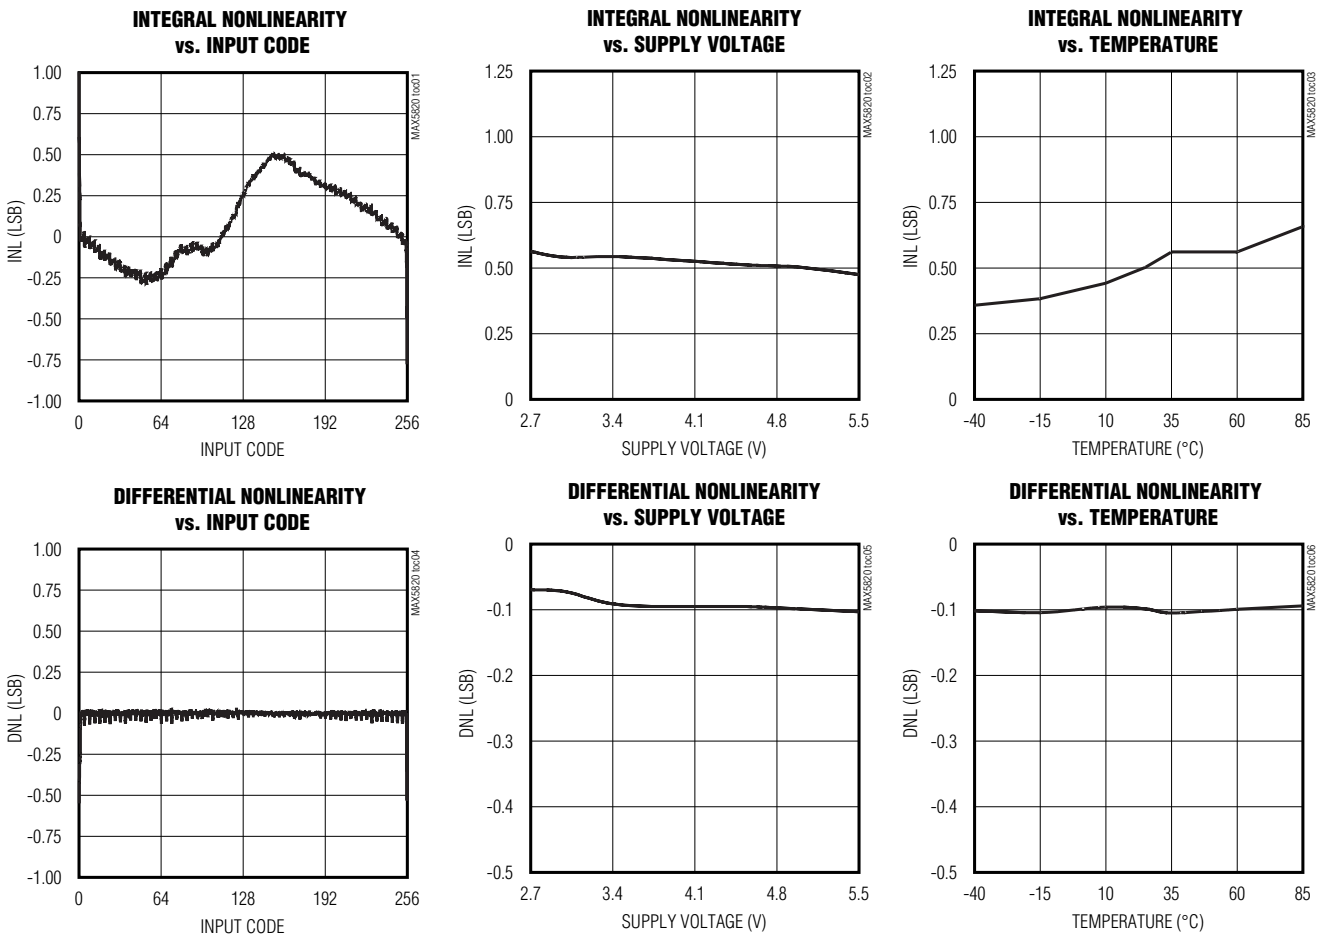 INTEGRAL NONLINEARITY
vs. INPUT CODE
1.00
0.75
0.50
0.25
0
-0.25
-0.50
-0.75
-1.00
INL (LSB)
0 64 128 192 256
INPUT CODE
MAX5820 toc01
INTEGRAL NONLINEARITY
vs. SUPPLY VOLTAGE
1.25
1.00
0.75
0.50
0.25
0
INL (LSB)
2.7 3.4 4.1 4.8 5.5
SUPPLY VOLTAGE (V)
MAX5820 toc02
INTEGRAL NONLINEARITY
vs. TEMPERATURE
1.25
1.00
0.75
0.50
0.25
0
INL (LSB)
-40 -15 10 35 60 85
TEMPERATURE (°C)
MAX5820 toc03
DIFFERENTIAL NONLINEARITY
vs. INPUT CODE
1.00
0.75
0.50
0.25
0
-0.25
-0.50
-0.75
-1.00
DNL (LSB)
0 64 128 192 256
INPUT CODE
MAX5820 toc04
DIFFERENTIAL NONLINEARITY
vs. SUPPLY VOLTAGE
0
-0.1
-0.2
-0.3
-0.4
-0.5
DNL (LSB)
2.7 3.4 4.1 4.8 5.5
SUPPLY VOLTAGE (V)
MAX5820 toc05
DIFFERENTIAL NONLINEARITY
vs. TEMPERATURE
0
-0.1
-0.2
-0.3
-0.4
-0.5
DNL (LSB)
-40 -15 10 35 60 85
TEMPERATURE (°C)
MAX5820 toc06